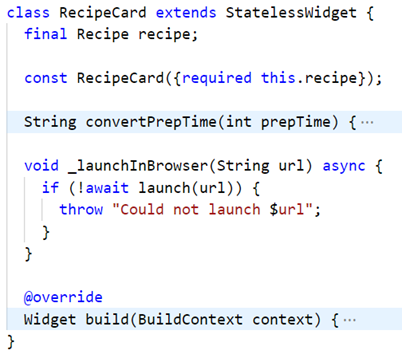 class RecipeCard extends StatelessWidget {
final Recipe recipe;
const RecipeCard({required this.recipe});
String convertPrepTime(int prepTime) {···
void _launchInBrowser(String url) async {
if (!await launch(url)) {
throw "Could not launch $url";
}
}
@override
Widget build(BuildContext context) {···
}